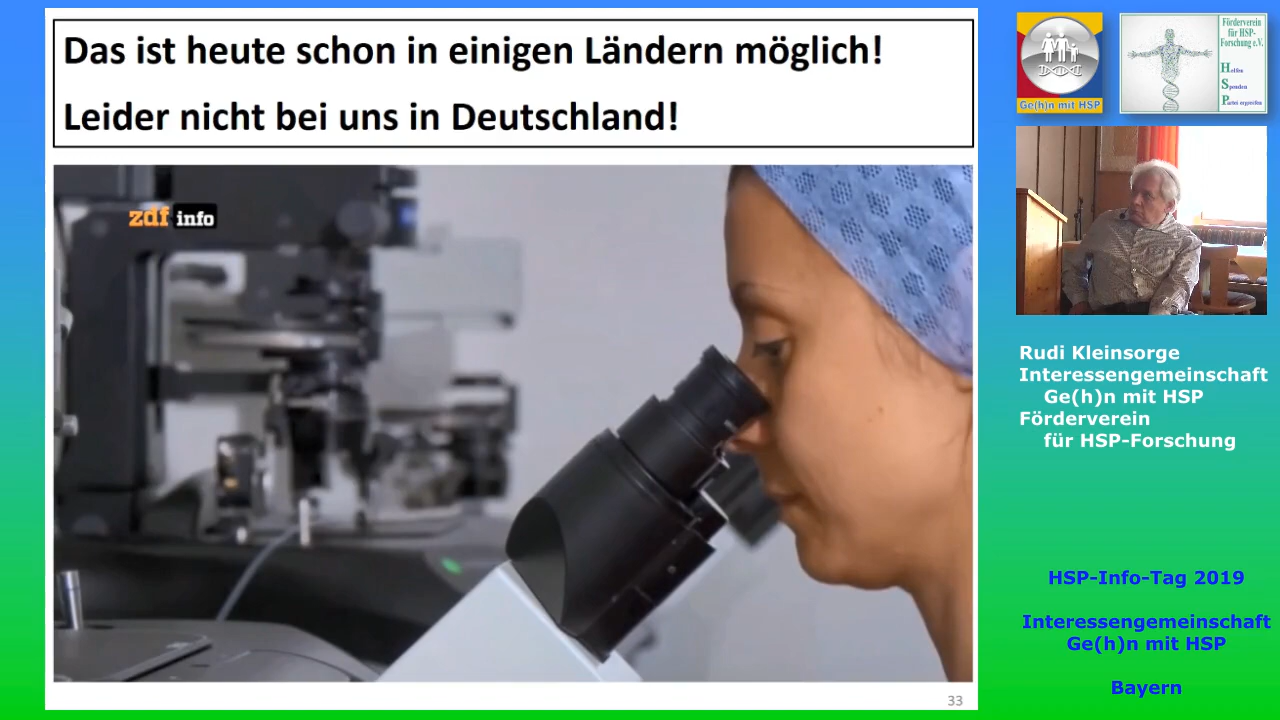 Das ist heute schon in einigen Ländern möglich!
Leider nicht bei uns in Deutschland!
zdf info
33
Ge(h)n mit HSP
Förderverein
für HSP-
Forschung e.V.
Helfen
Spenden
Partei ergreifen
Rudi Kleinsorge
Interessengemeinschaft
Ge(h)n mit HSP
Förderverein
für HSP-Forschung
HSP-Info-Tag 2019
Interessengemeinschaft
Ge(h)n mit HSP
Bayern